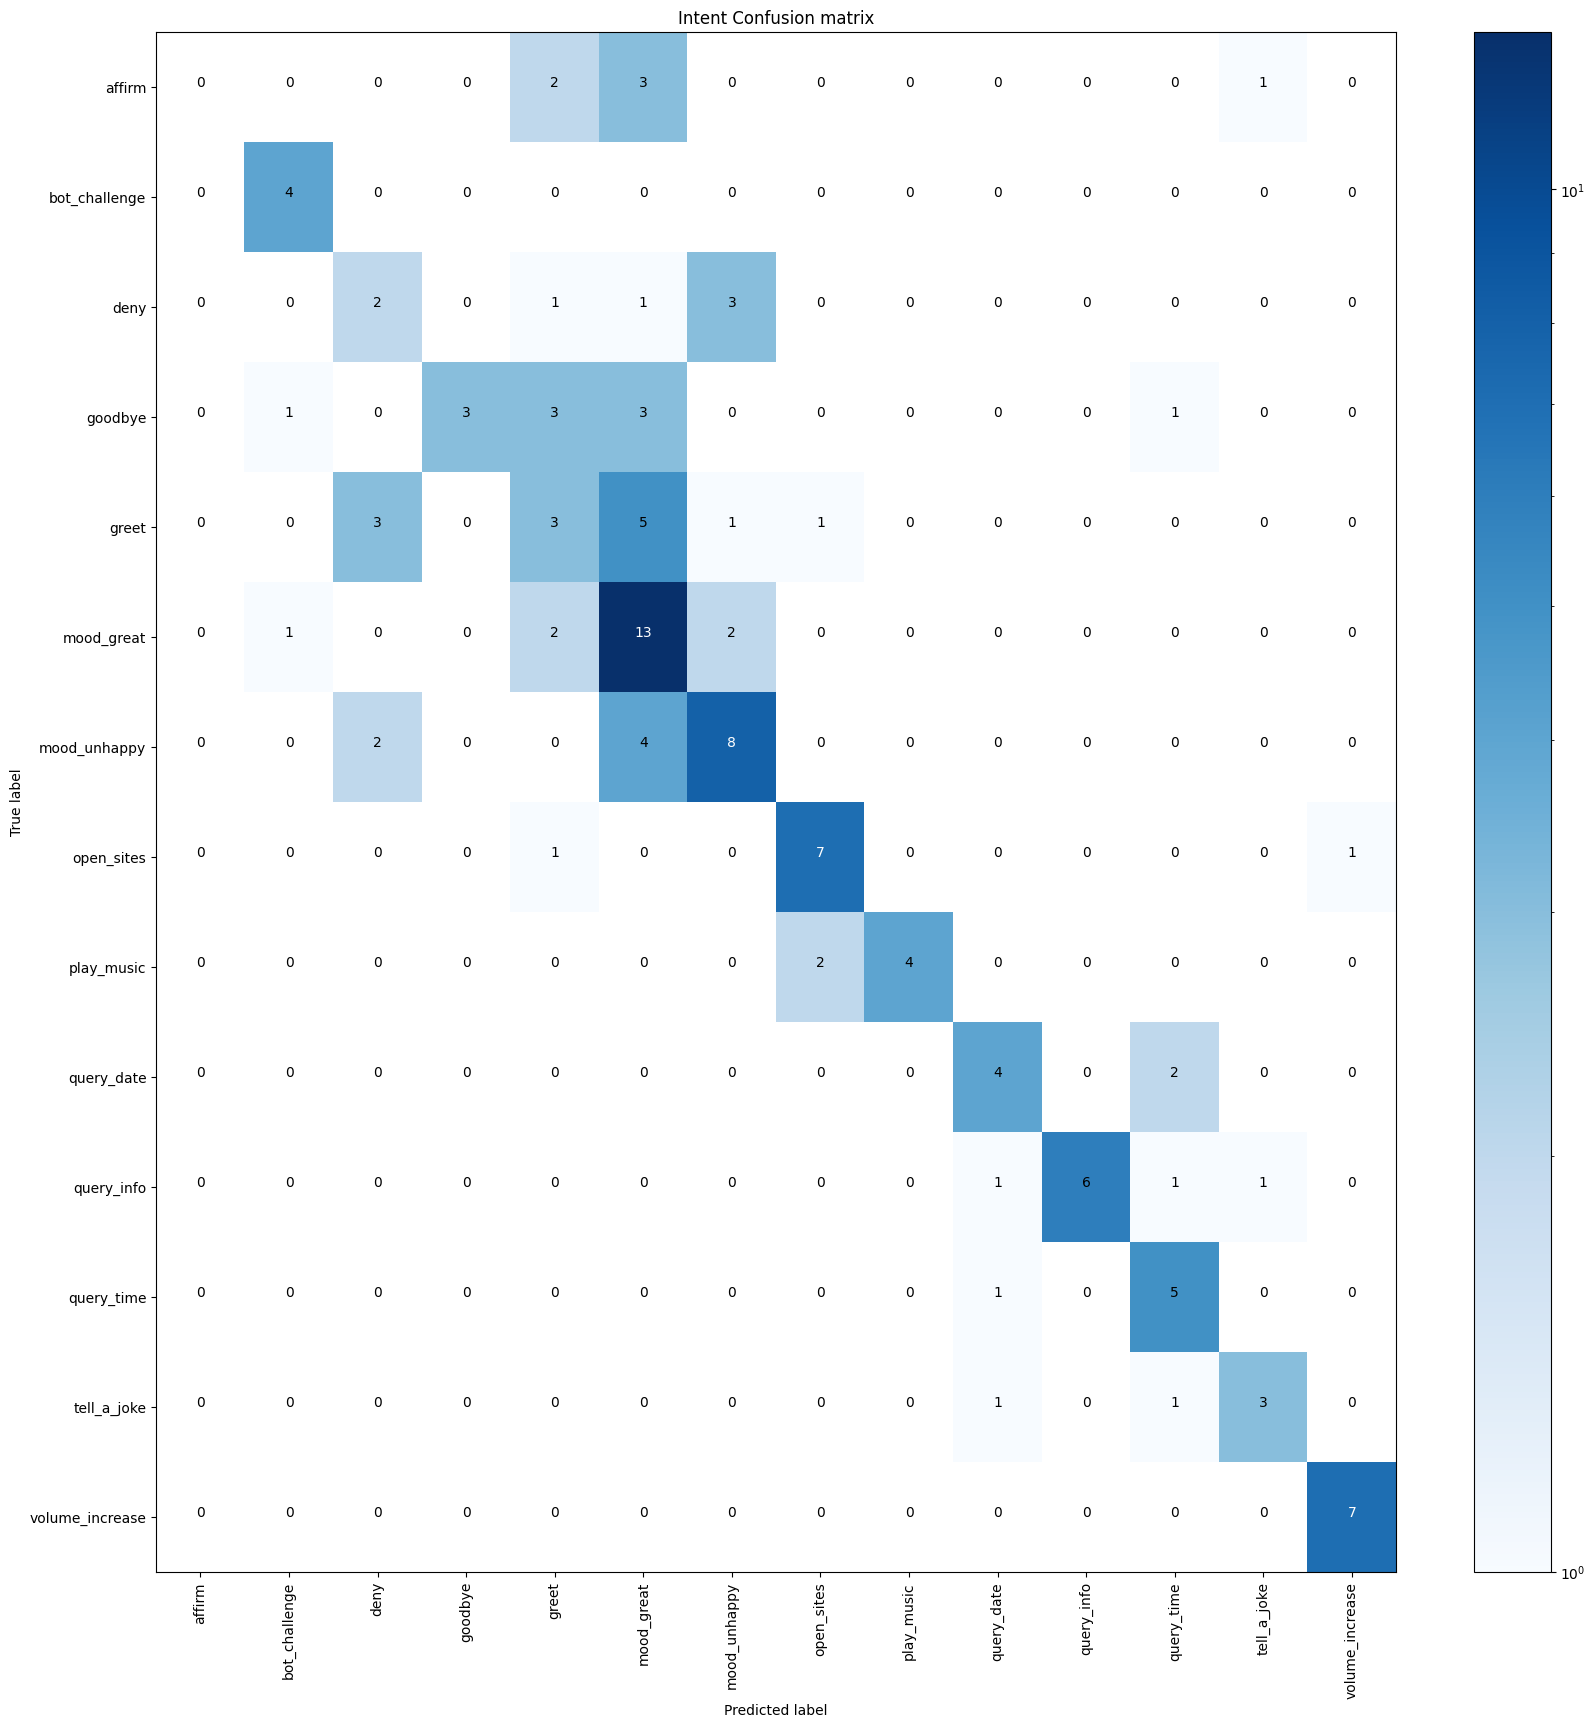 Intent Confusion matrix
affirm 0 0 0 0 2 3 0 0 0 0 0 0 1 0
bot_challenge 0 4 0 0 0 0 0 0 0 0 0 0 0 0
deny 0 0 2 0 1 1 3 0 0 0 0 0 0 0
goodbye 0 1 0 3 3 3 0 0 0 0 0 1 0 0
greet 0 0 3 0 3 5 1 1 0 0 0 0 0 0
mood_great 0 1 0 0 2 13 2 0 0 0 0 0 0 0
mood_unhappy 0 0 2 0 0 4 8 0 0 0 0 0 0 0
open_sites 0 0 0 0 1 0 0 7 0 0 0 0 0 1
play_music 0 0 0 0 0 0 0 2 4 0 0 0 0 0
query_date 0 0 0 0 0 0 0 0 0 4 0 2 0 0
query_info 0 0 0 0 0 0 0 0 0 1 6 1 1 0
query_time 0 0 0 0 0 0 0 0 0 1 0 5 0 0
tell_a_joke 0 0 0 0 0 0 0 0 0 1 0 1 3 0
volume_increase 0 0 0 0 0 0 0 0 0 0 0 0 0 7
True label
affirm
bot_challenge
deny
goodbye
greet
mood_great
mood_unhappy
open_sites
play_music
query_date
query_info
query_time
tell_a_joke
volume_increase
Predicted label
10¹
10⁰